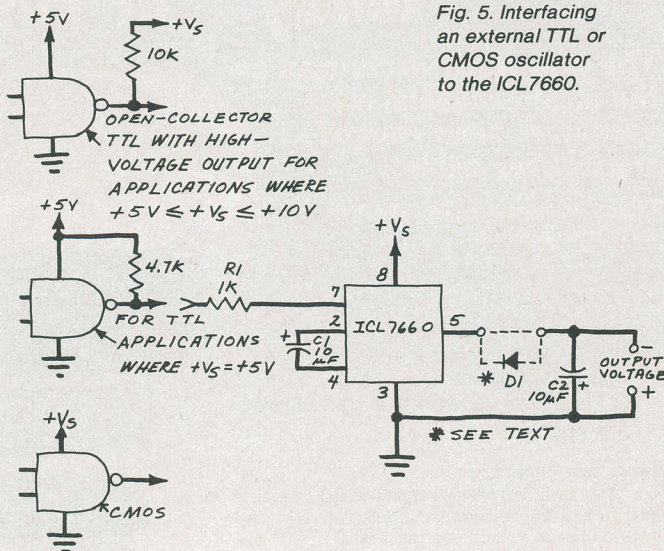 Fig. 5. Interfacing
an external TTL or
CMOS oscillator
to the ICL7660.
+5V
+Vs
10K
OPEN-COLLECTOR
TTL WITH HIGH-
VOLTAGE OUTPUT FOR
APPLICATIONS WHERE
+5V ≤ +Vs ≤ +10V
+5V
4.7K
FOR TTL
APPLICATIONS
WHERE +Vs = +5V
R1
1K
+Vs
8
7
2
ICL7660
5
+
C1
10
µF
4
3
* D1
C2
10µF
+
-
OUTPUT
VOLTAGE
+
* SEE TEXT
+Vs
CMOS